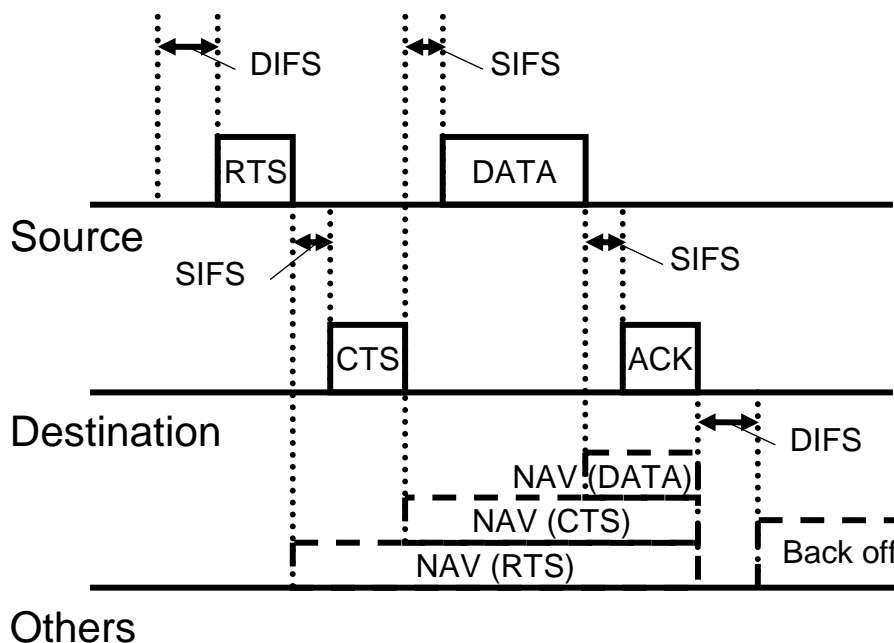 DIFS
SIFS
RTS
DATA
Source
SIFS
SIFS
CTS
ACK
Destination
DIFS
NAV (DATA)
NAV (CTS)
Back off
NAV (RTS)
Others